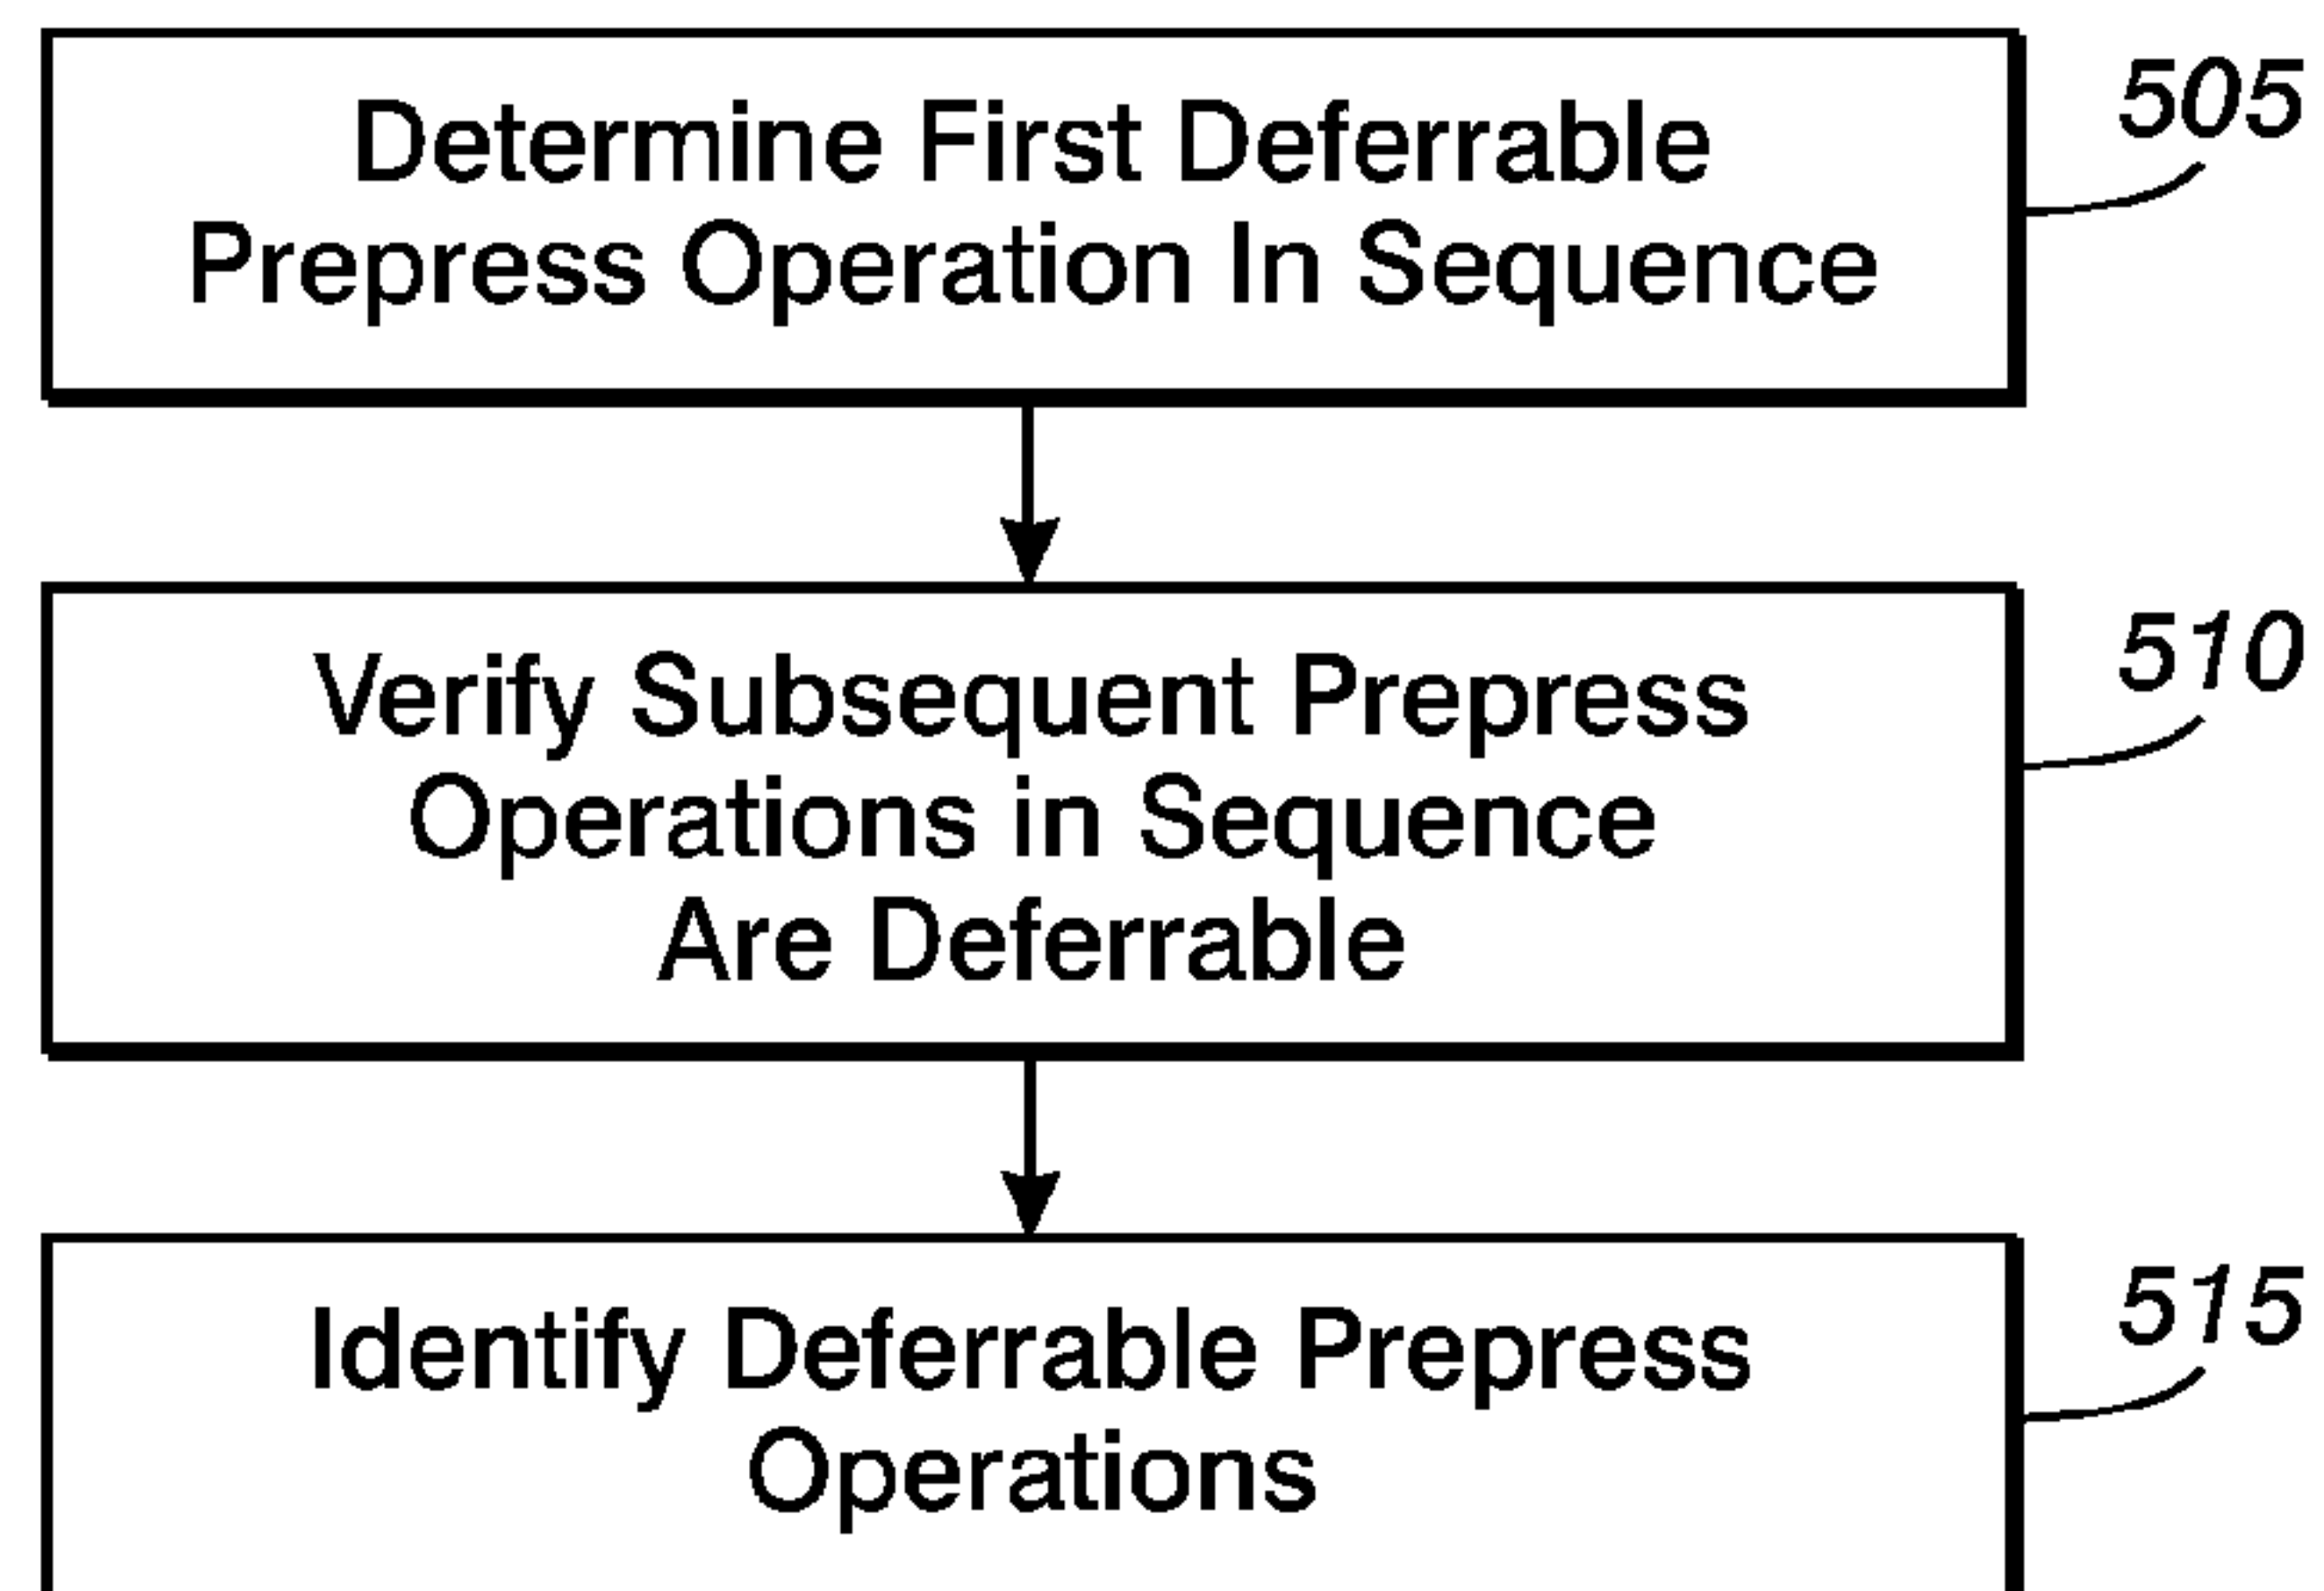 Determine First Deferrable
Prepress Operation In Sequence
505
Verify Subsequent Prepress
Operations in Sequence
Are Deferrable
510
Identify Deferrable Prepress
Operations
515